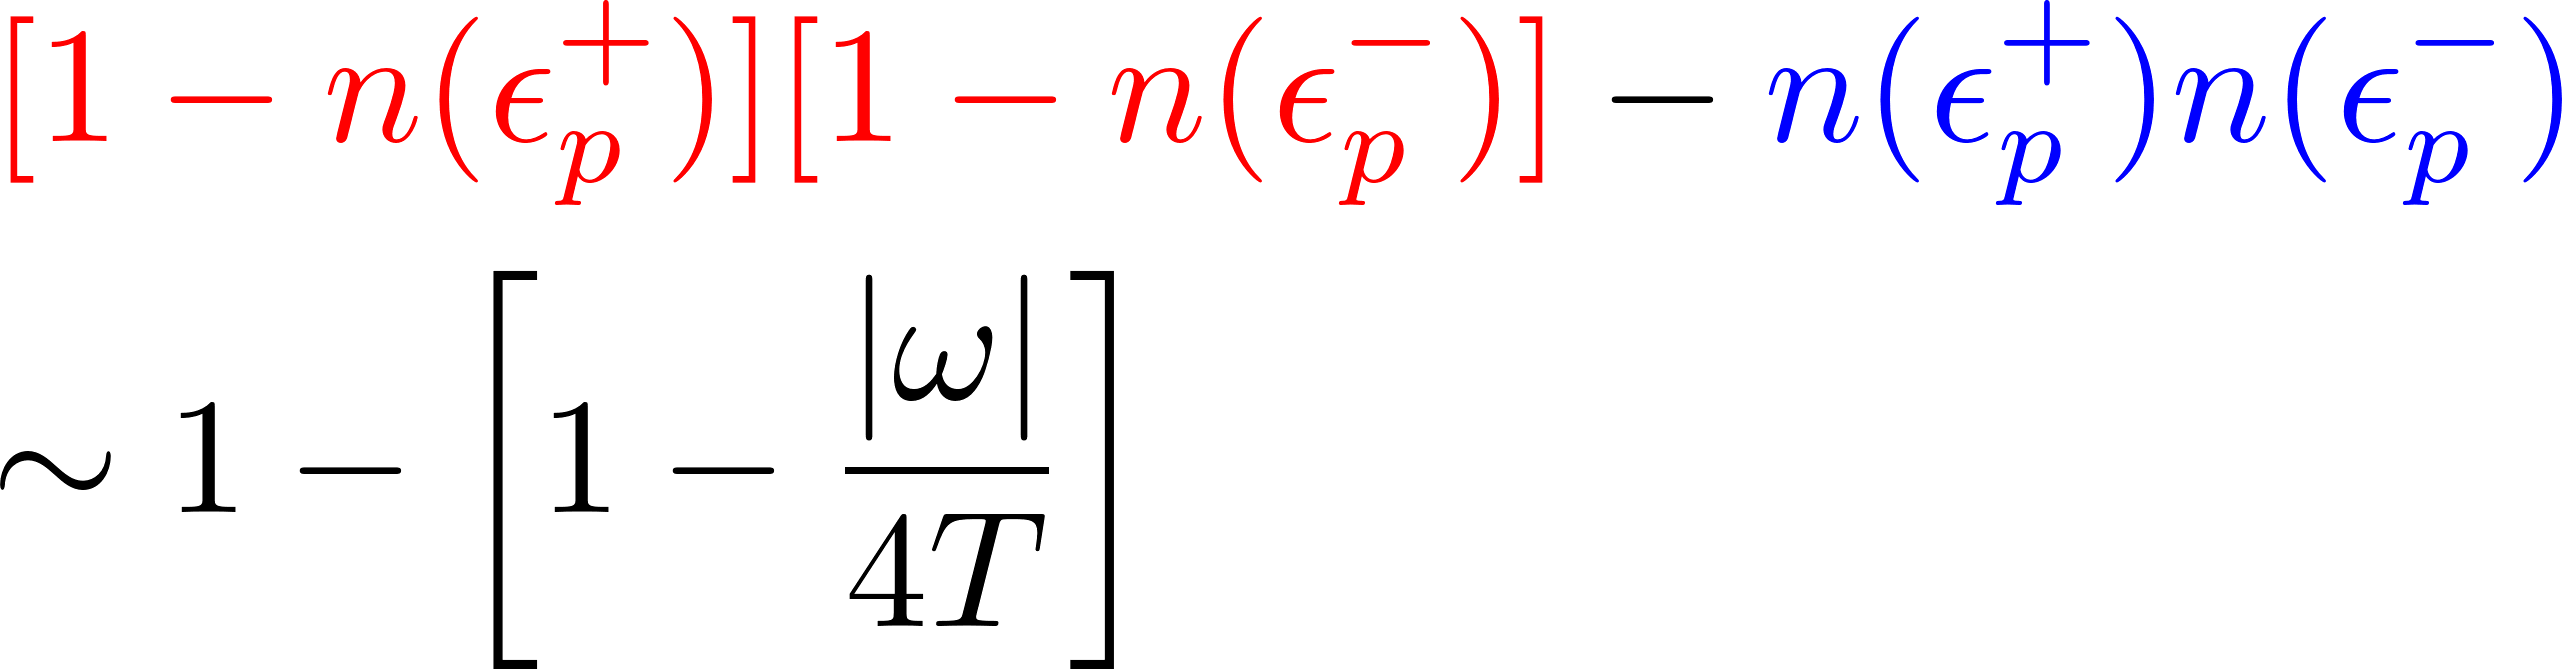 [1 − n(ϵ_p^+)][1 − n(ϵ_p^−)] − n(ϵ_p^+)n(ϵ_p^−)
∼ 1 − [1 − |ω|/4T]